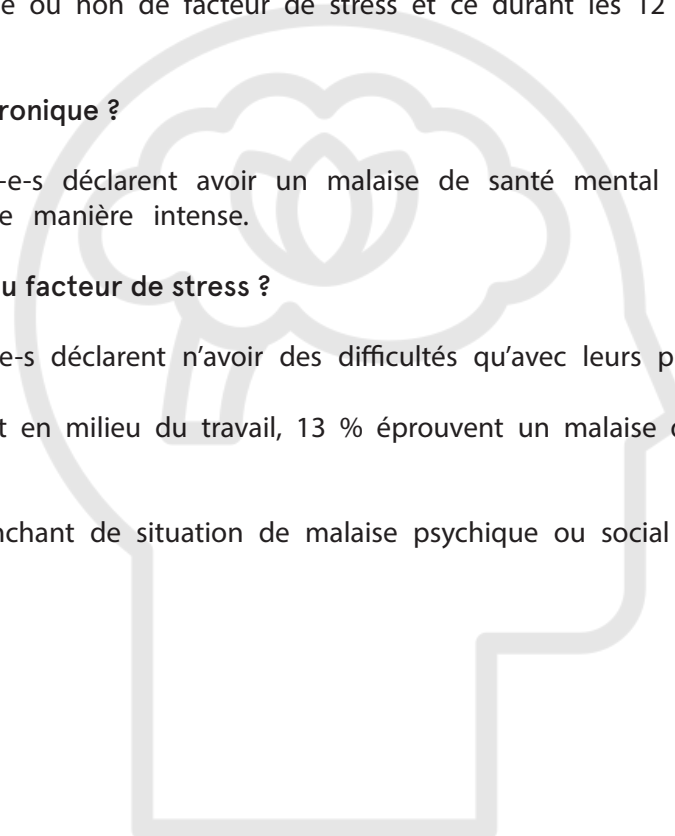 e ou non de facteur de stress et ce durant les 12
ronique ?
-e-s déclarent avoir un malaise de santé mental
e manière intense.
u facteur de stress ?
e-s déclarent n’avoir des difficultés qu’avec leurs p
t en milieu du travail, 13 % éprouvent un malaise
nchant de situation de malaise psychique ou social